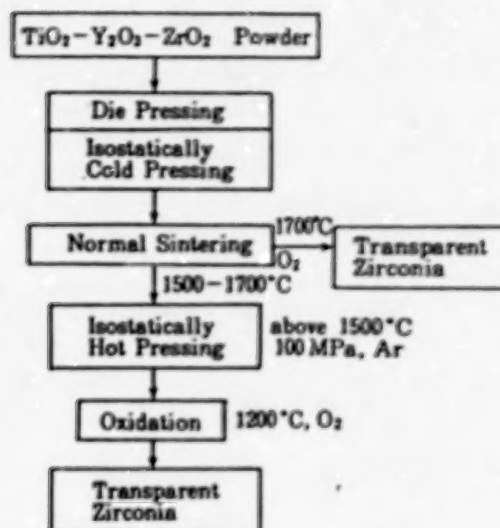 TiO₂-Y₂O₃-ZrO₂ Powder
Die Pressing
Isostatically
Cold Pressing
Normal Sintering
1700℃
O₂
Transparent
Zirconia
1500-1700℃
Isostatically
Hot Pressing
above 1500℃
100 MPa, Ar
Oxidation
1200℃, O₂
Transparent
Zirconia